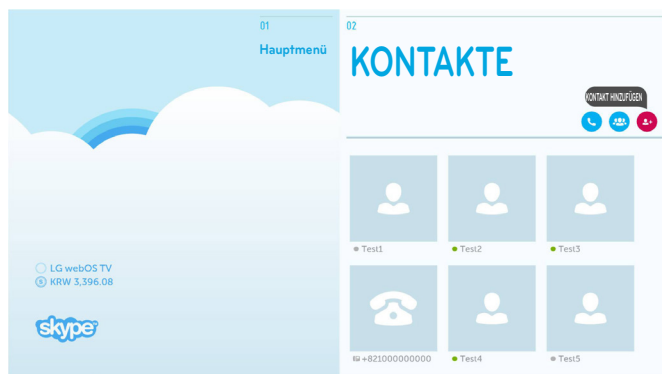 01
Hauptmenü
LG webOS TV
KRW 3,396.08
skype
02
KONTAKTE
KONTAKT HINZUFÜGEN
Test1
Test2
Test3
+821000000000
Test4
Test5